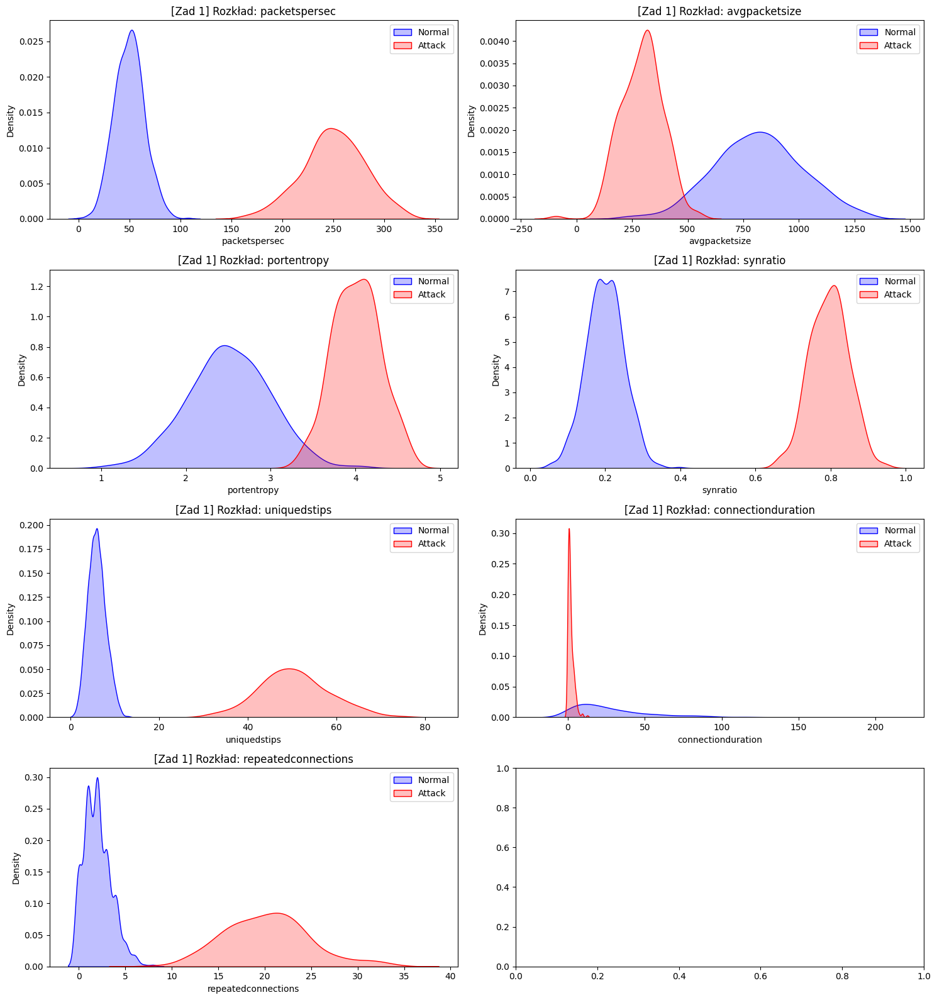 [Zad 1] Rozkład: packetspersec
Density
0.025
0.020
0.015
0.010
0.005
0.000
0 50 100 150 200 250 300 350
packetspersec
Normal
Attack
[Zad 1] Rozkład: avgpacketsize
Density
0.0040
0.0035
0.0030
0.0025
0.0020
0.0015
0.0010
0.0005
0.0000
−250 0 250 500 750 1000 1250 1500
avgpacketsize
Normal
Attack
[Zad 1] Rozkład: portentropy
Density
1.2
1.0
0.8
0.6
0.4
0.2
0.0
1 2 3 4 5
portentropy
Normal
Attack
[Zad 1] Rozkład: synratio
Density
7
6
5
4
3
2
1
0
0.0 0.2 0.4 0.6 0.8 1.0
synratio
Normal
Attack
[Zad 1] Rozkład: uniquedstips
Density
0.200
0.175
0.150
0.125
0.100
0.075
0.050
0.025
0.000
0 20 40 60 80
uniquedstips
Normal
Attack
[Zad 1] Rozkład: connectionduration
Density
0.30
0.25
0.20
0.15
0.10
0.05
0.00
0 50 100 150 200
connectionduration
Normal
Attack
[Zad 1] Rozkład: repeatedconnections
Density
0.30
0.25
0.20
0.15
0.10
0.05
0.00
0 5 10 15 20 25 30 35 40
repeatedconnections
Normal
Attack
1.0
0.8
0.6
0.4
0.2
0.0
0.0 0.2 0.4 0.6 0.8 1.0